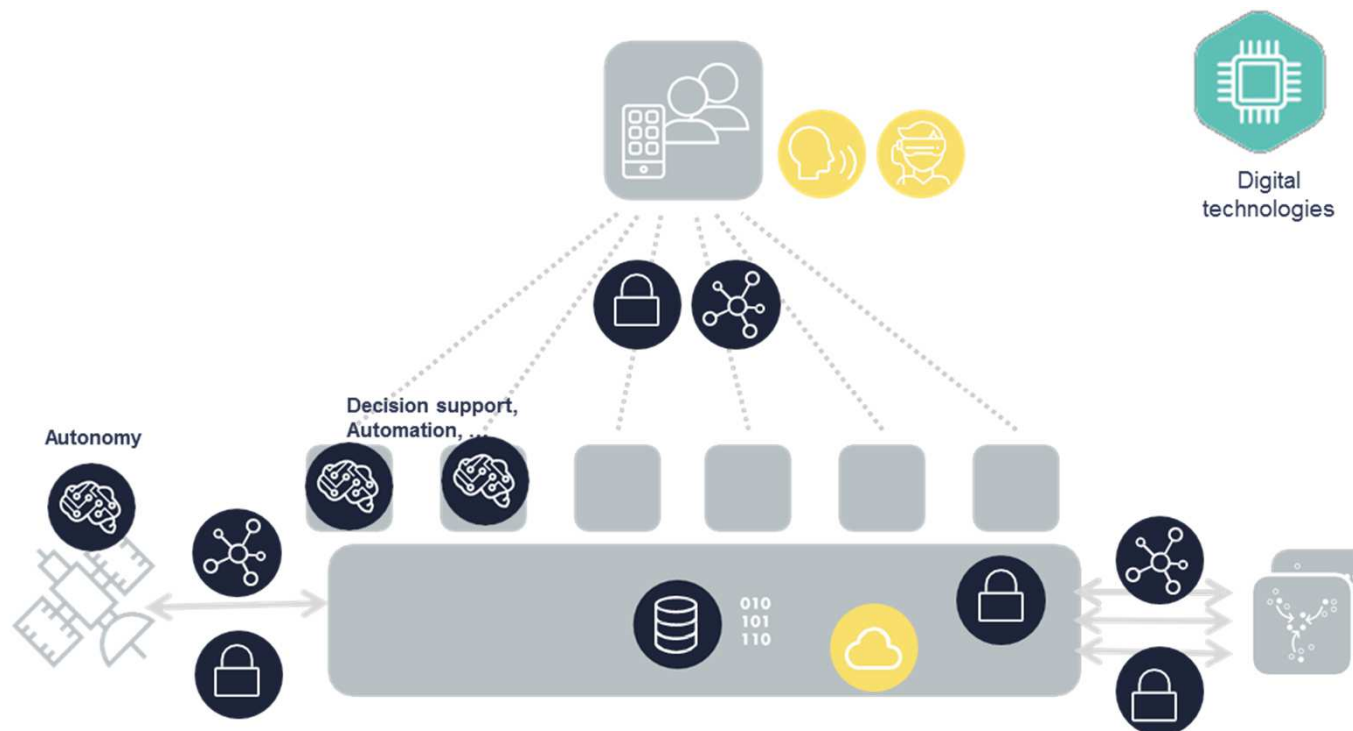 Digital
technologies
Decision support,
Automation, ...
Autonomy
010
101
110